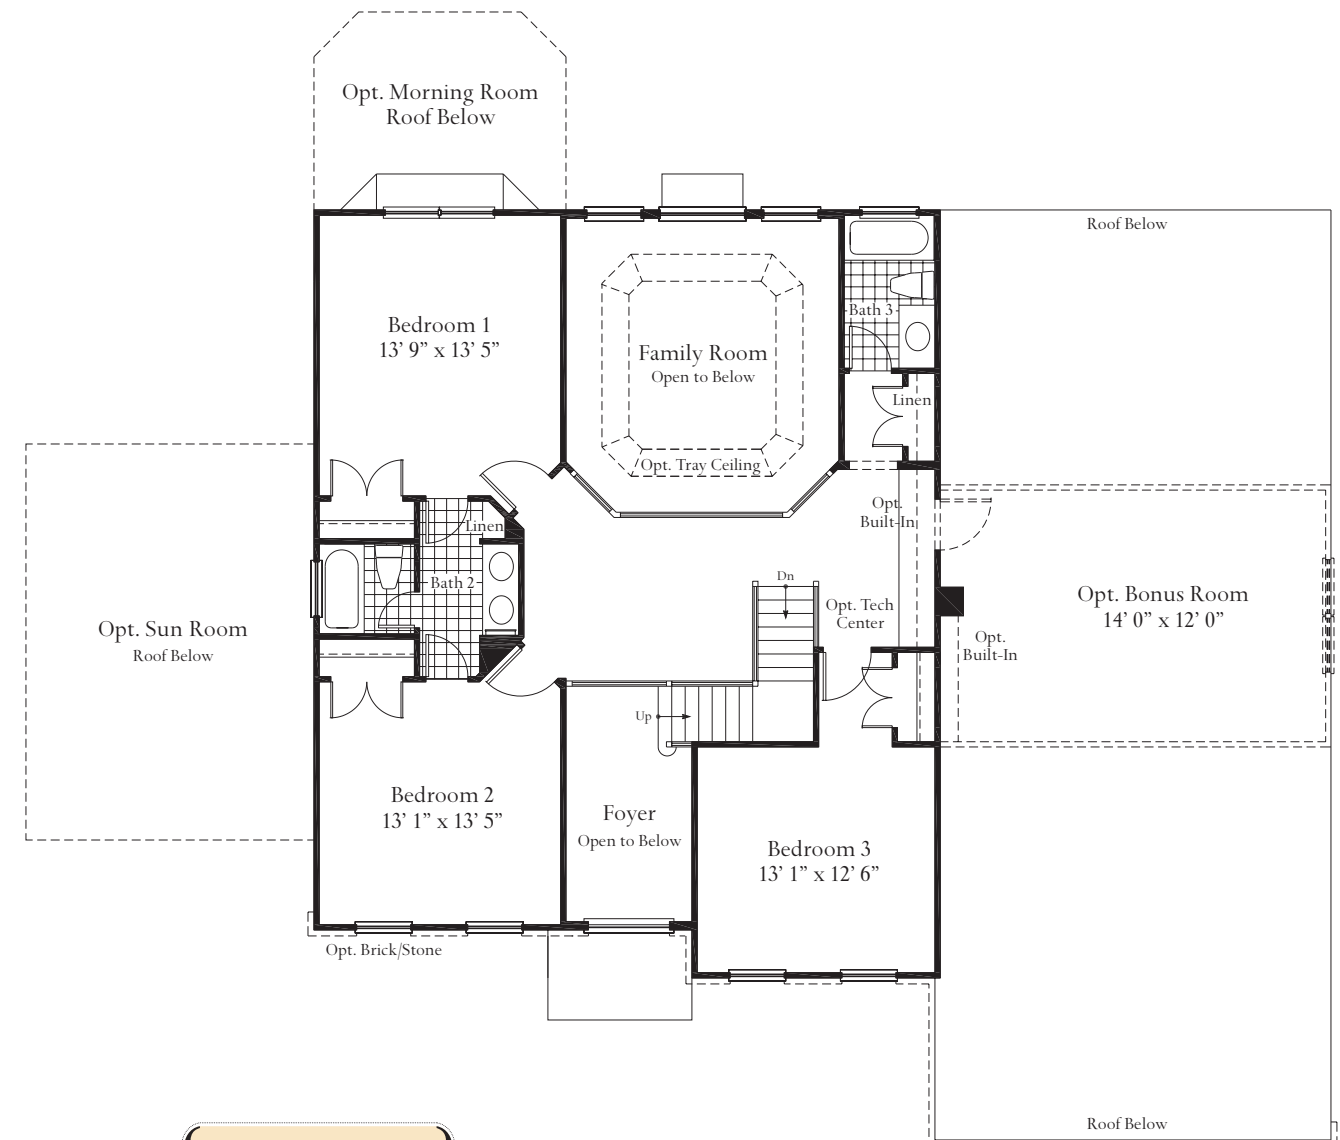 Opt. Morning Room
Roof Below
Roof Below
Bedroom 1
13’ 9” x 13’ 5”
Family Room
Open to Below
Opt. Tray Ceiling
Bath 3
Linen
Opt.
Built-In
Linen
Bath 2
Opt. Sun Room
Roof Below
Dn
Opt. Tech
Center
Opt. Bonus Room
14’ 0” x 12’ 0”
Opt.
Built-In
Up
Bedroom 2
13’ 1” x 13’ 5”
Foyer
Open to Below
Bedroom 3
13’ 1” x 12’ 6”
Opt. Brick/Stone
Roof Below